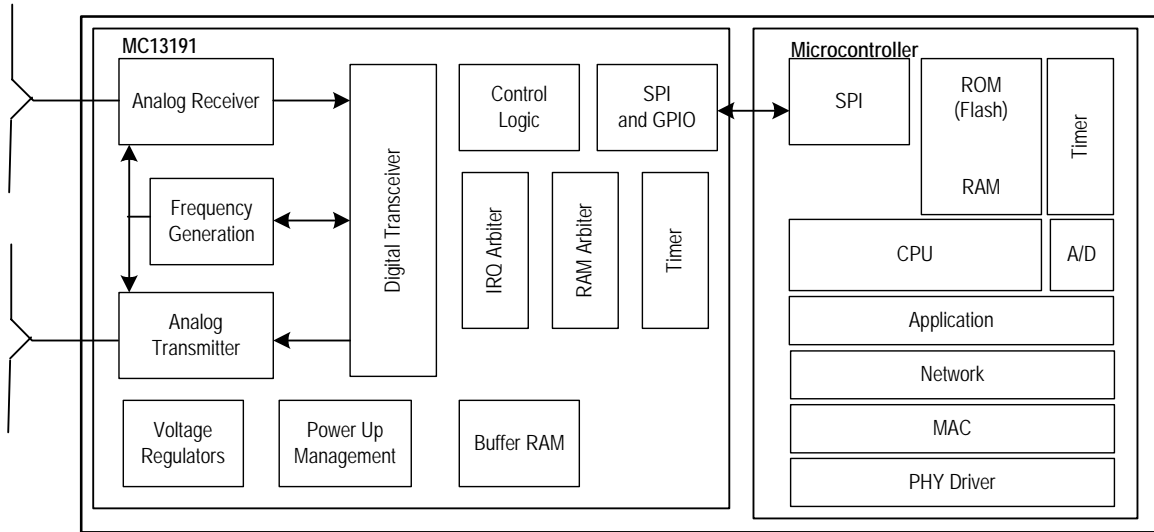 MC13191
Analog Receiver
Frequency
Generation
Analog
Transmitter
Digital Transceiver
Control
Logic
SPI
and GPIO
IRQ Arbiter
RAM Arbiter
Timer
Voltage
Regulators
Power Up
Management
Buffer RAM
Microcontroller
SPI
ROM
(Flash)
RAM
Timer
CPU
A/D
Application
Network
MAC
PHY Driver